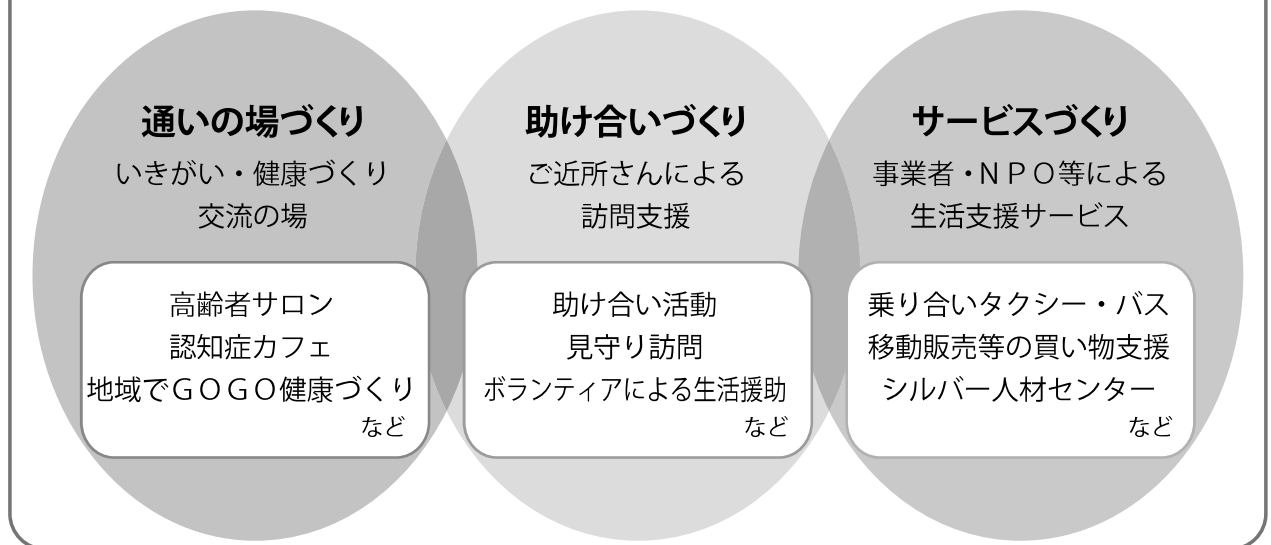 通いの場づくり
いきがい・健康づくり
交流の場
高齢者サロン
認知症カフェ
地域でＧＯＧＯ健康づくり
など
助け合いづくり
ご近所さんによる
訪問支援
助け合い活動
見守り訪問
ボランティアによる生活援助
など
サービスづくり
事業者・ＮＰＯ等による
生活支援サービス
乗り合いタクシー・バス
移動販売等の買い物支援
シルバー人材センター
など